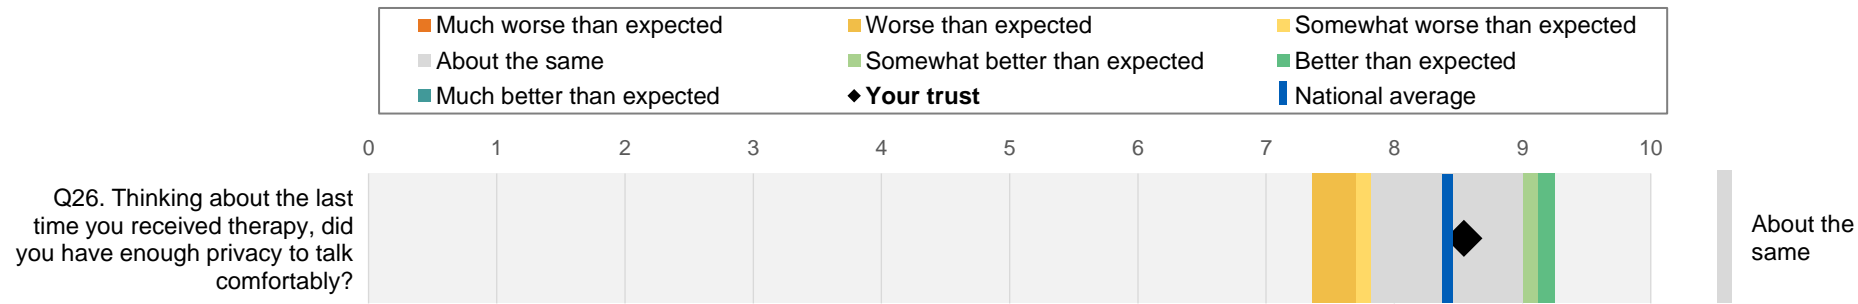 Much worse than expected
Worse than expected
Somewhat worse than expected
About the same
Somewhat better than expected
Better than expected
Much better than expected
Your trust
National average
0 1 2 3 4 5 6 7 8 9 10
Q26. Thinking about the last
time you received therapy, did
you have enough privacy to talk
comfortably?
About the
same